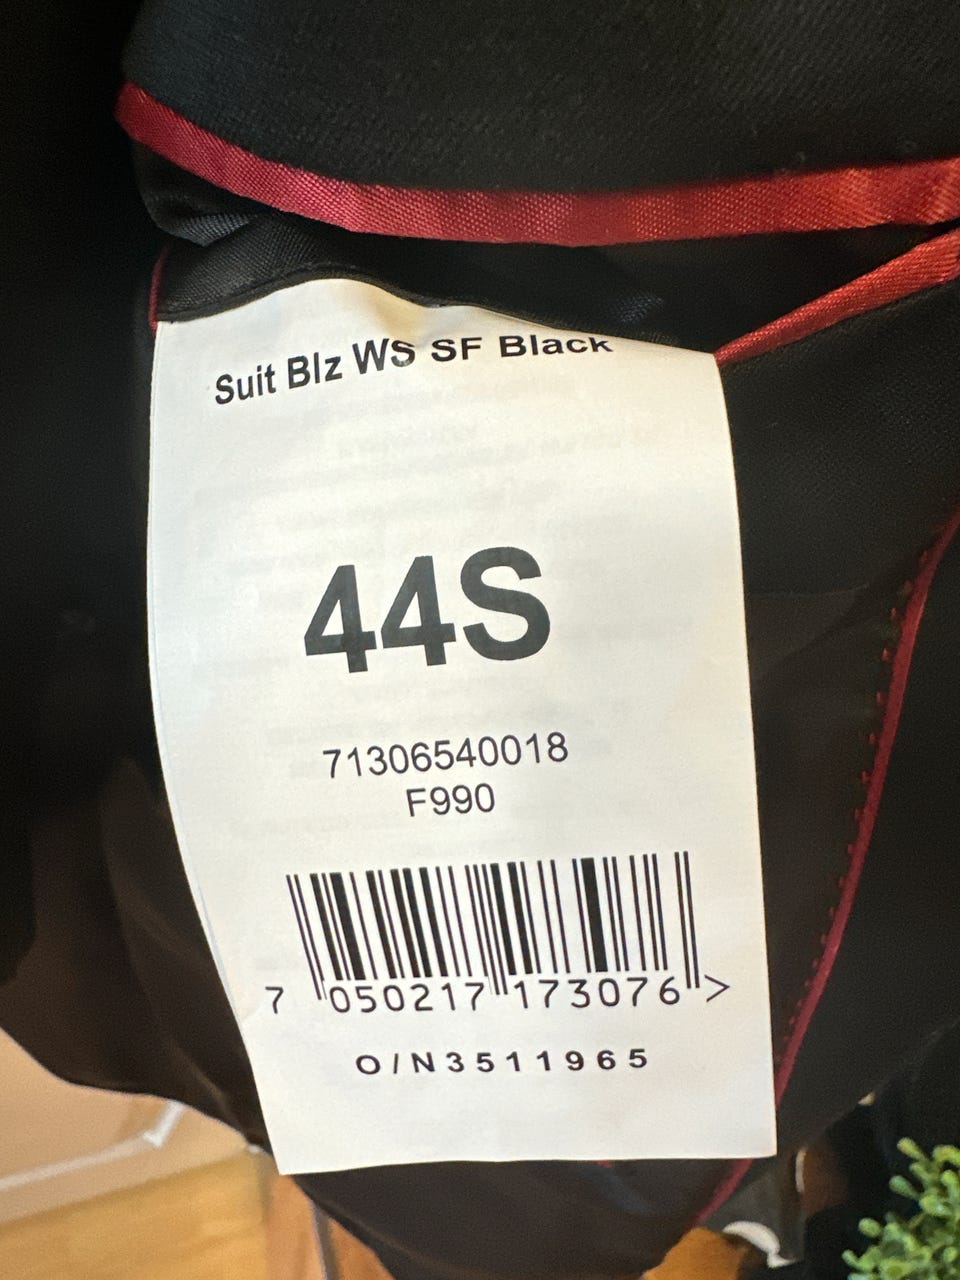 Suit Blz WS SF Black
44S
71306540018
F990
7 050217 173076 >
O/N3511965